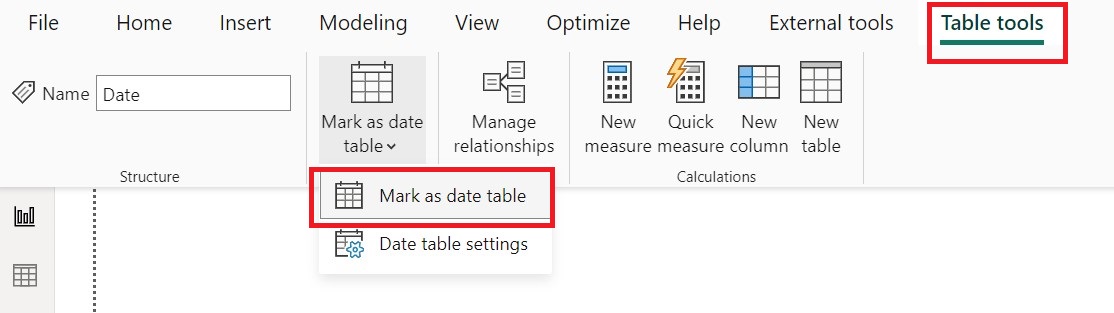 File Home Insert Modeling View Optimize Help External tools Table tools
Name Date
Mark as date
table
Manage
relationships
New
measure
Quick
measure
New
column
New
table
Structure
Calculations
Mark as date table
Date table settings